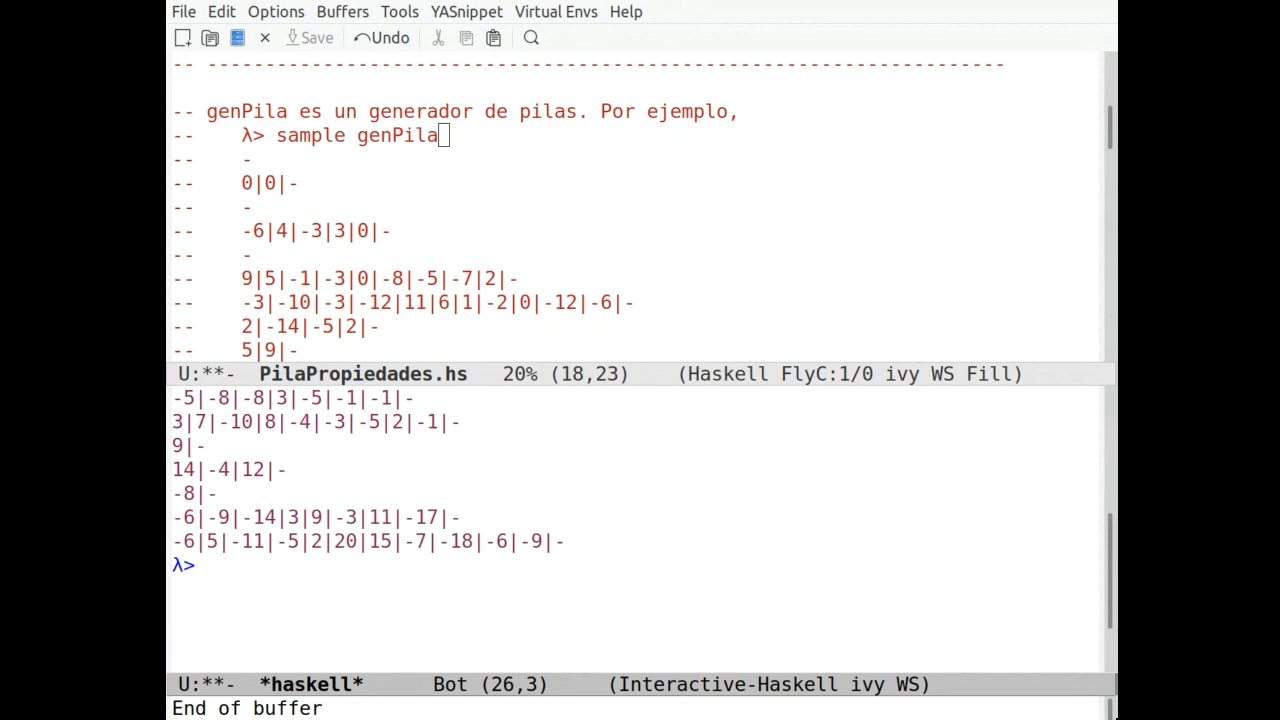 File Edit Options Buffers Tools YASnippet Virtual Envs Help
Save Undo
-- ---------------------------------------------------------------------
-- genPila es un generador de pilas. Por ejemplo,
--    λ> sample genPila
--    -
--    0|0|-
--    -
--    -6|4|-3|3|0|-
--    -
--    9|5|-1|-3|0|-8|-5|-7|2|-
--    -3|-10|-3|-12|11|6|1|-2|0|-12|-6|-
--    2|-14|-5|2|-
--    5|9|-
U:**-  PilaPropiedades.hs   20% (18,23)    (Haskell FlyC:1/0 ivy WS Fill)
-5|-8|-8|3|-5|-1|-1|-
3|7|-10|8|-4|-3|-5|2|-1|-
9|-
14|-4|12|-
-8|-
-6|-9|-14|3|9|-3|11|-17|-
-6|5|-11|-5|2|20|15|-7|-18|-6|-9|-
λ>
U:**-  *haskell*      Bot (26,3)     (Interactive-Haskell ivy WS)
End of buffer